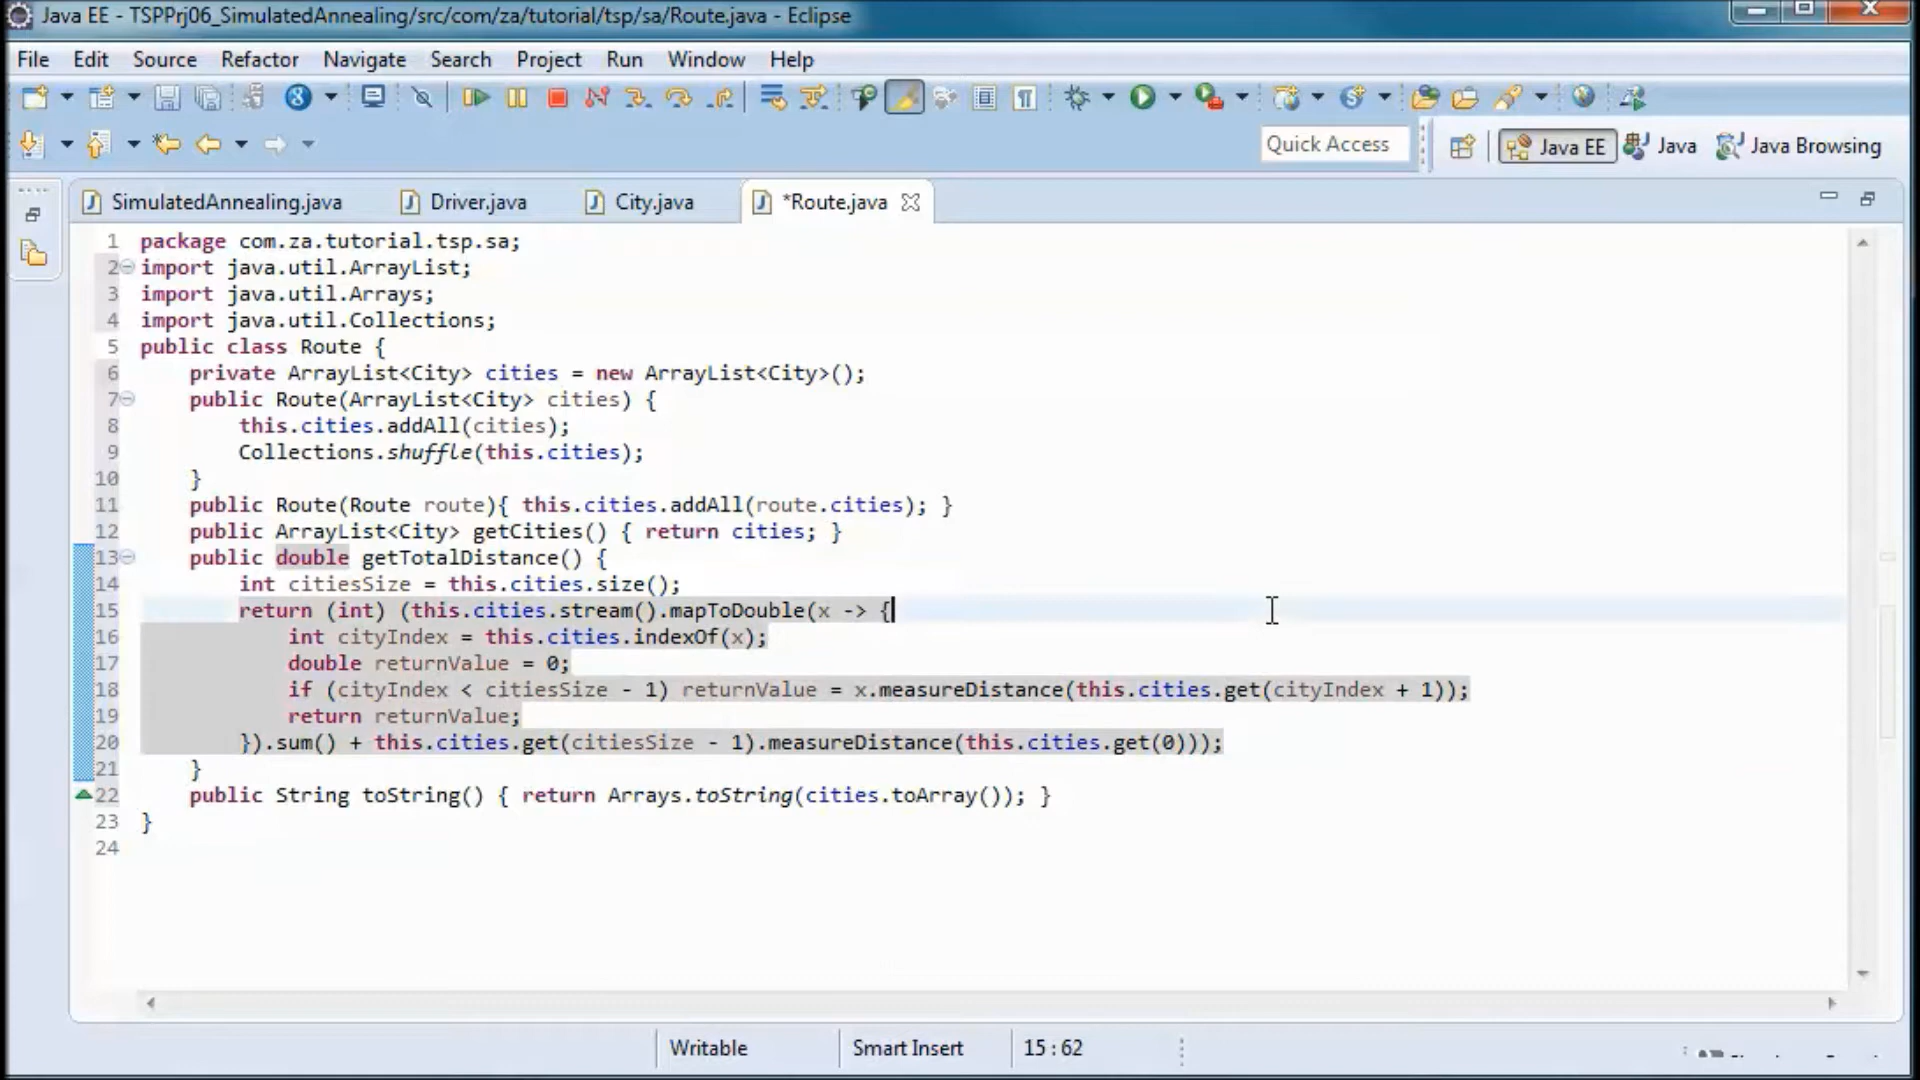 Java EE - TSPPrj06_SimulatedAnnealing/src/com/za/tutorial/tsp/sa/Route.java - Eclipse
File Edit Source Refactor Navigate Search Project Run Window Help
Quick Access Java EE Java Java Browsing
SimulatedAnnealing.java Driver.java City.java *Route.java
1 package com.za.tutorial.tsp.sa;
2 import java.util.ArrayList;
3 import java.util.Arrays;
4 import java.util.Collections;
5 public class Route {
6     private ArrayList<City> cities = new ArrayList<City>();
7     public Route(ArrayList<City> cities) {
8         this.cities.addAll(cities);
9         Collections.shuffle(this.cities);
10     }
11     public Route(Route route){ this.cities.addAll(route.cities); }
12     public ArrayList<City> getCities() { return cities; }
13     public double getTotalDistance() {
14         int citiesSize = this.cities.size();
15         return (int) (this.cities.stream().mapToDouble(x -> {
16             int cityIndex = this.cities.indexOf(x);
17             double returnValue = 0;
18             if (cityIndex < citiesSize - 1) returnValue = x.measureDistance(this.cities.get(cityIndex + 1));
19             return returnValue;
20         }).sum() + this.cities.get(citiesSize - 1).measureDistance(this.cities.get(0)));
21     }
22     public String toString() { return Arrays.toString(cities.toArray()); }
23 }
24
Writable Smart Insert 15 : 62